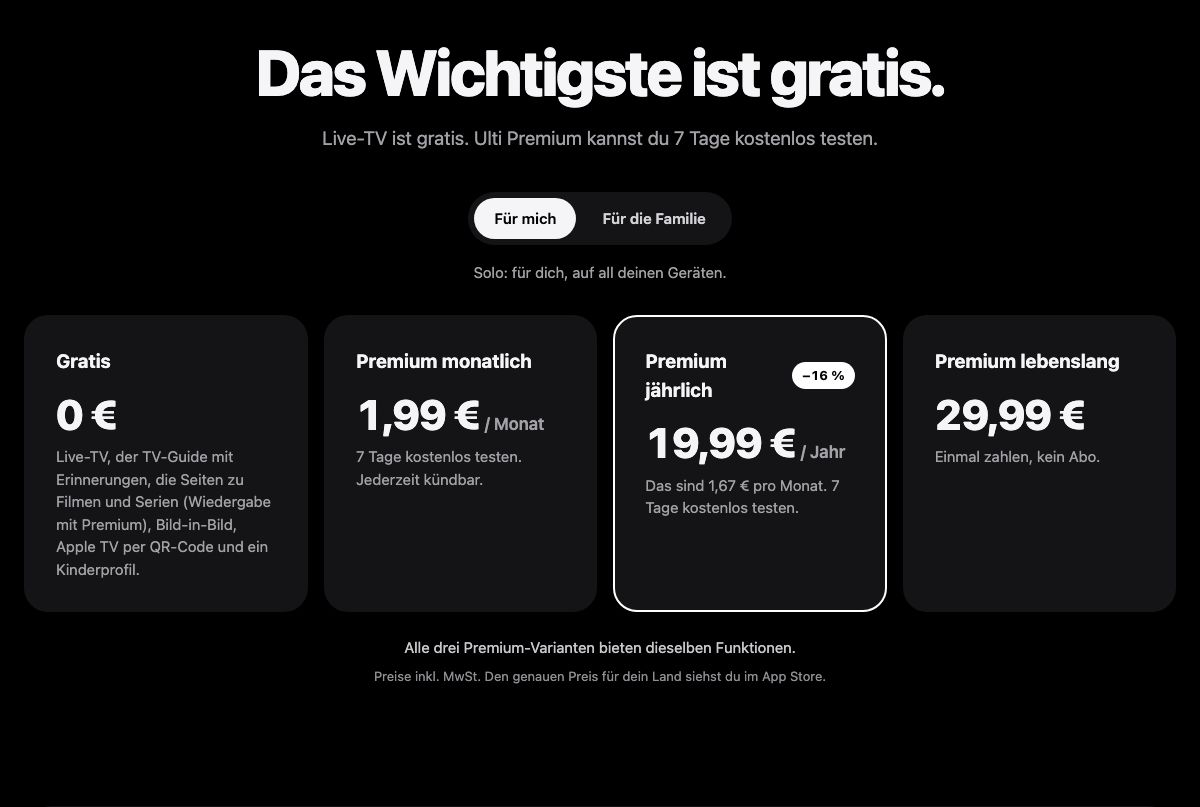 Das Wichtigste ist gratis.
Live-TV ist gratis. Ulti Premium kannst du 7 Tage kostenlos testen.
Für mich
Für die Familie
Solo: für dich, auf all deinen Geräten.
Gratis
0 €
Live-TV, der TV-Guide mit
Erinnerungen, die Seiten zu
Filmen und Serien (Wiedergabe
mit Premium), Bild-in-Bild,
Apple TV per QR-Code und ein
Kinderprofil.
Premium monatlich
1,99 € / Monat
7 Tage kostenlos testen.
Jederzeit kündbar.
Premium
jährlich
–16 %
19,99 € / Jahr
Das sind 1,67 € pro Monat. 7
Tage kostenlos testen.
Premium lebenslang
29,99 €
Einmal zahlen, kein Abo.
Alle drei Premium-Varianten bieten dieselben Funktionen.
Preise inkl. MwSt. Den genauen Preis für dein Land siehst du im App Store.